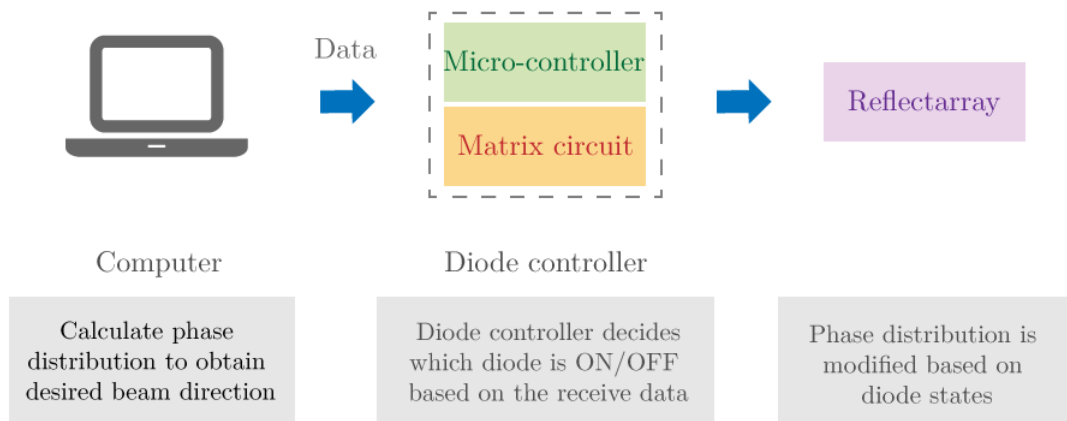 Data
Micro-controller
Matrix circuit
Reflectarray
Computer
Diode controller
Calculate phase
distribution to obtain
desired beam direction
Diode controller decides
which diode is ON/OFF
based on the receive data
Phase distribution is
modified based on
diode states